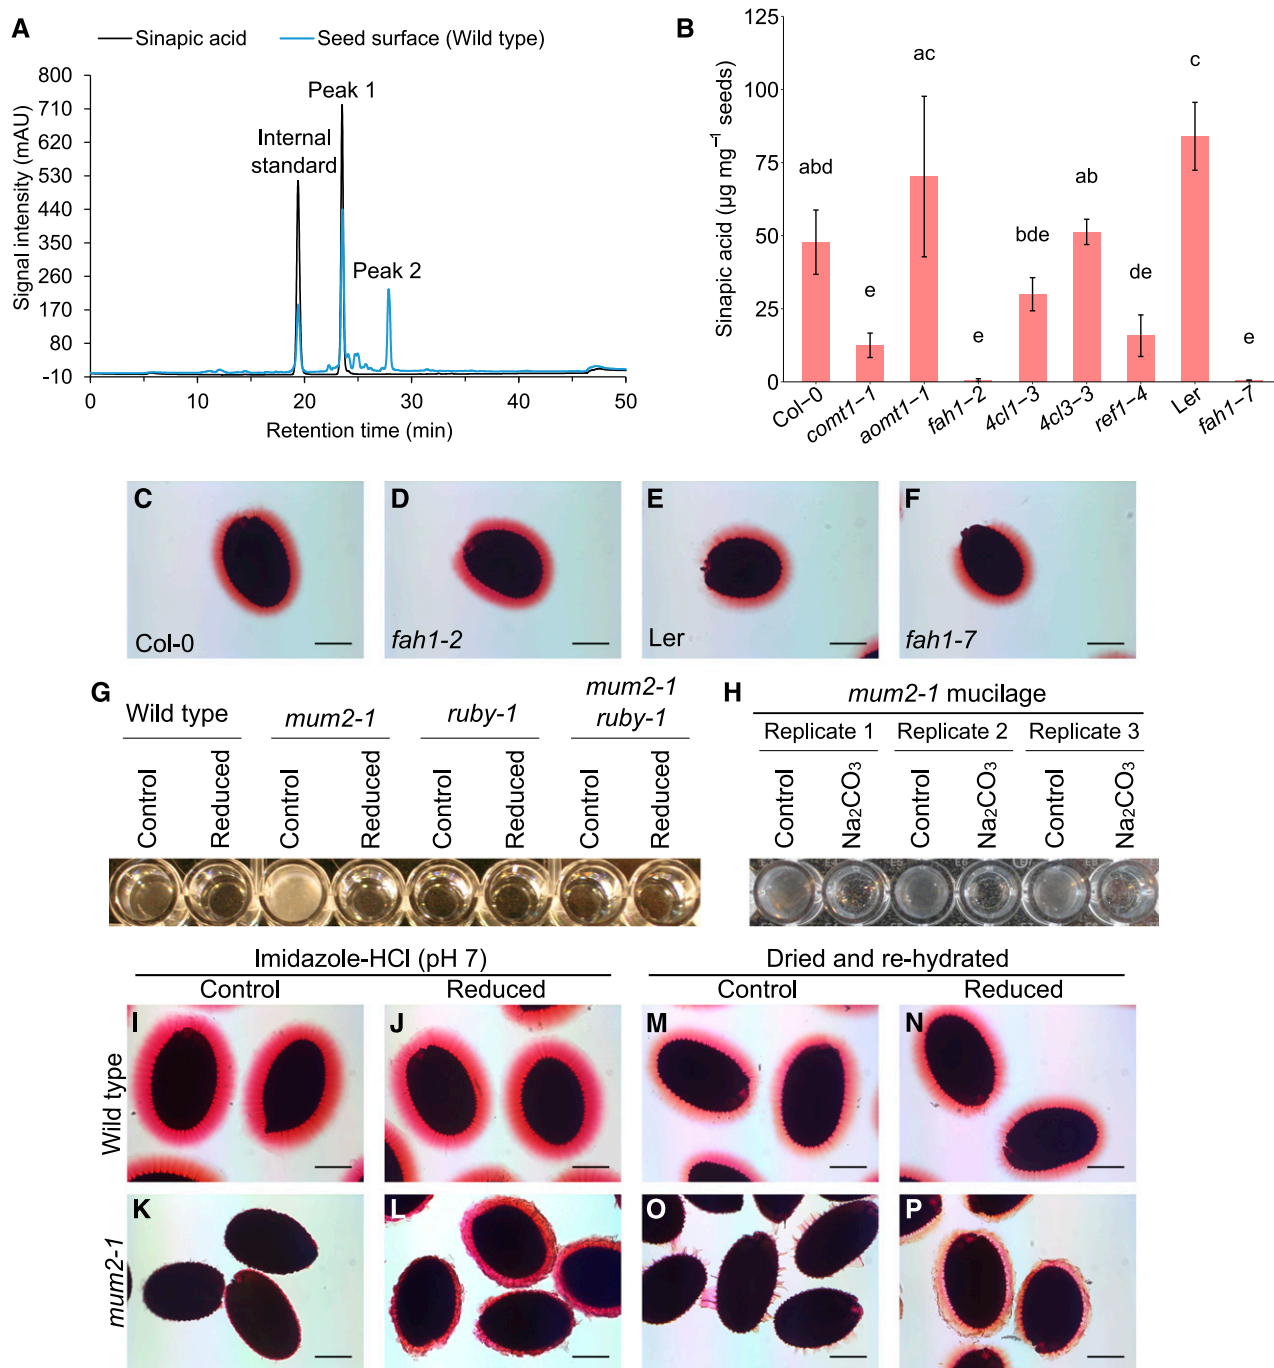 A
Sinapic acid
Seed surface (Wild type)
Signal intensity (mAU)
800
710
620
530
440
350
260
170
80
-10
Internal
standard
Peak 1
Peak 2
0
10
20
30
40
50
Retention time (min)
B
Sinapic acid (µg mg⁻¹ seeds)
125
100
75
50
25
0
abd
e
ac
e
bde
ab
de
c
e
Col−0
comt1−1
aomt1−1
fah1−2
4cl1−3
4cl3−3
ref1−4
Ler
fah1−7
C
Col-0
D
fah1-2
E
Ler
F
fah1-7
G
Wild type
mum2-1
ruby-1
mum2-1
ruby-1
Control
Reduced
Control
Reduced
Control
Reduced
Control
Reduced
H
mum2-1 mucilage
Replicate 1
Replicate 2
Replicate 3
Control
Na₂CO₃
Control
Na₂CO₃
Control
Na₂CO₃
Imidazole-HCl (pH 7)
Dried and re-hydrated
Control
Reduced
Control
Reduced
Wild type
I
J
M
N
mum2-1
K
L
O
P